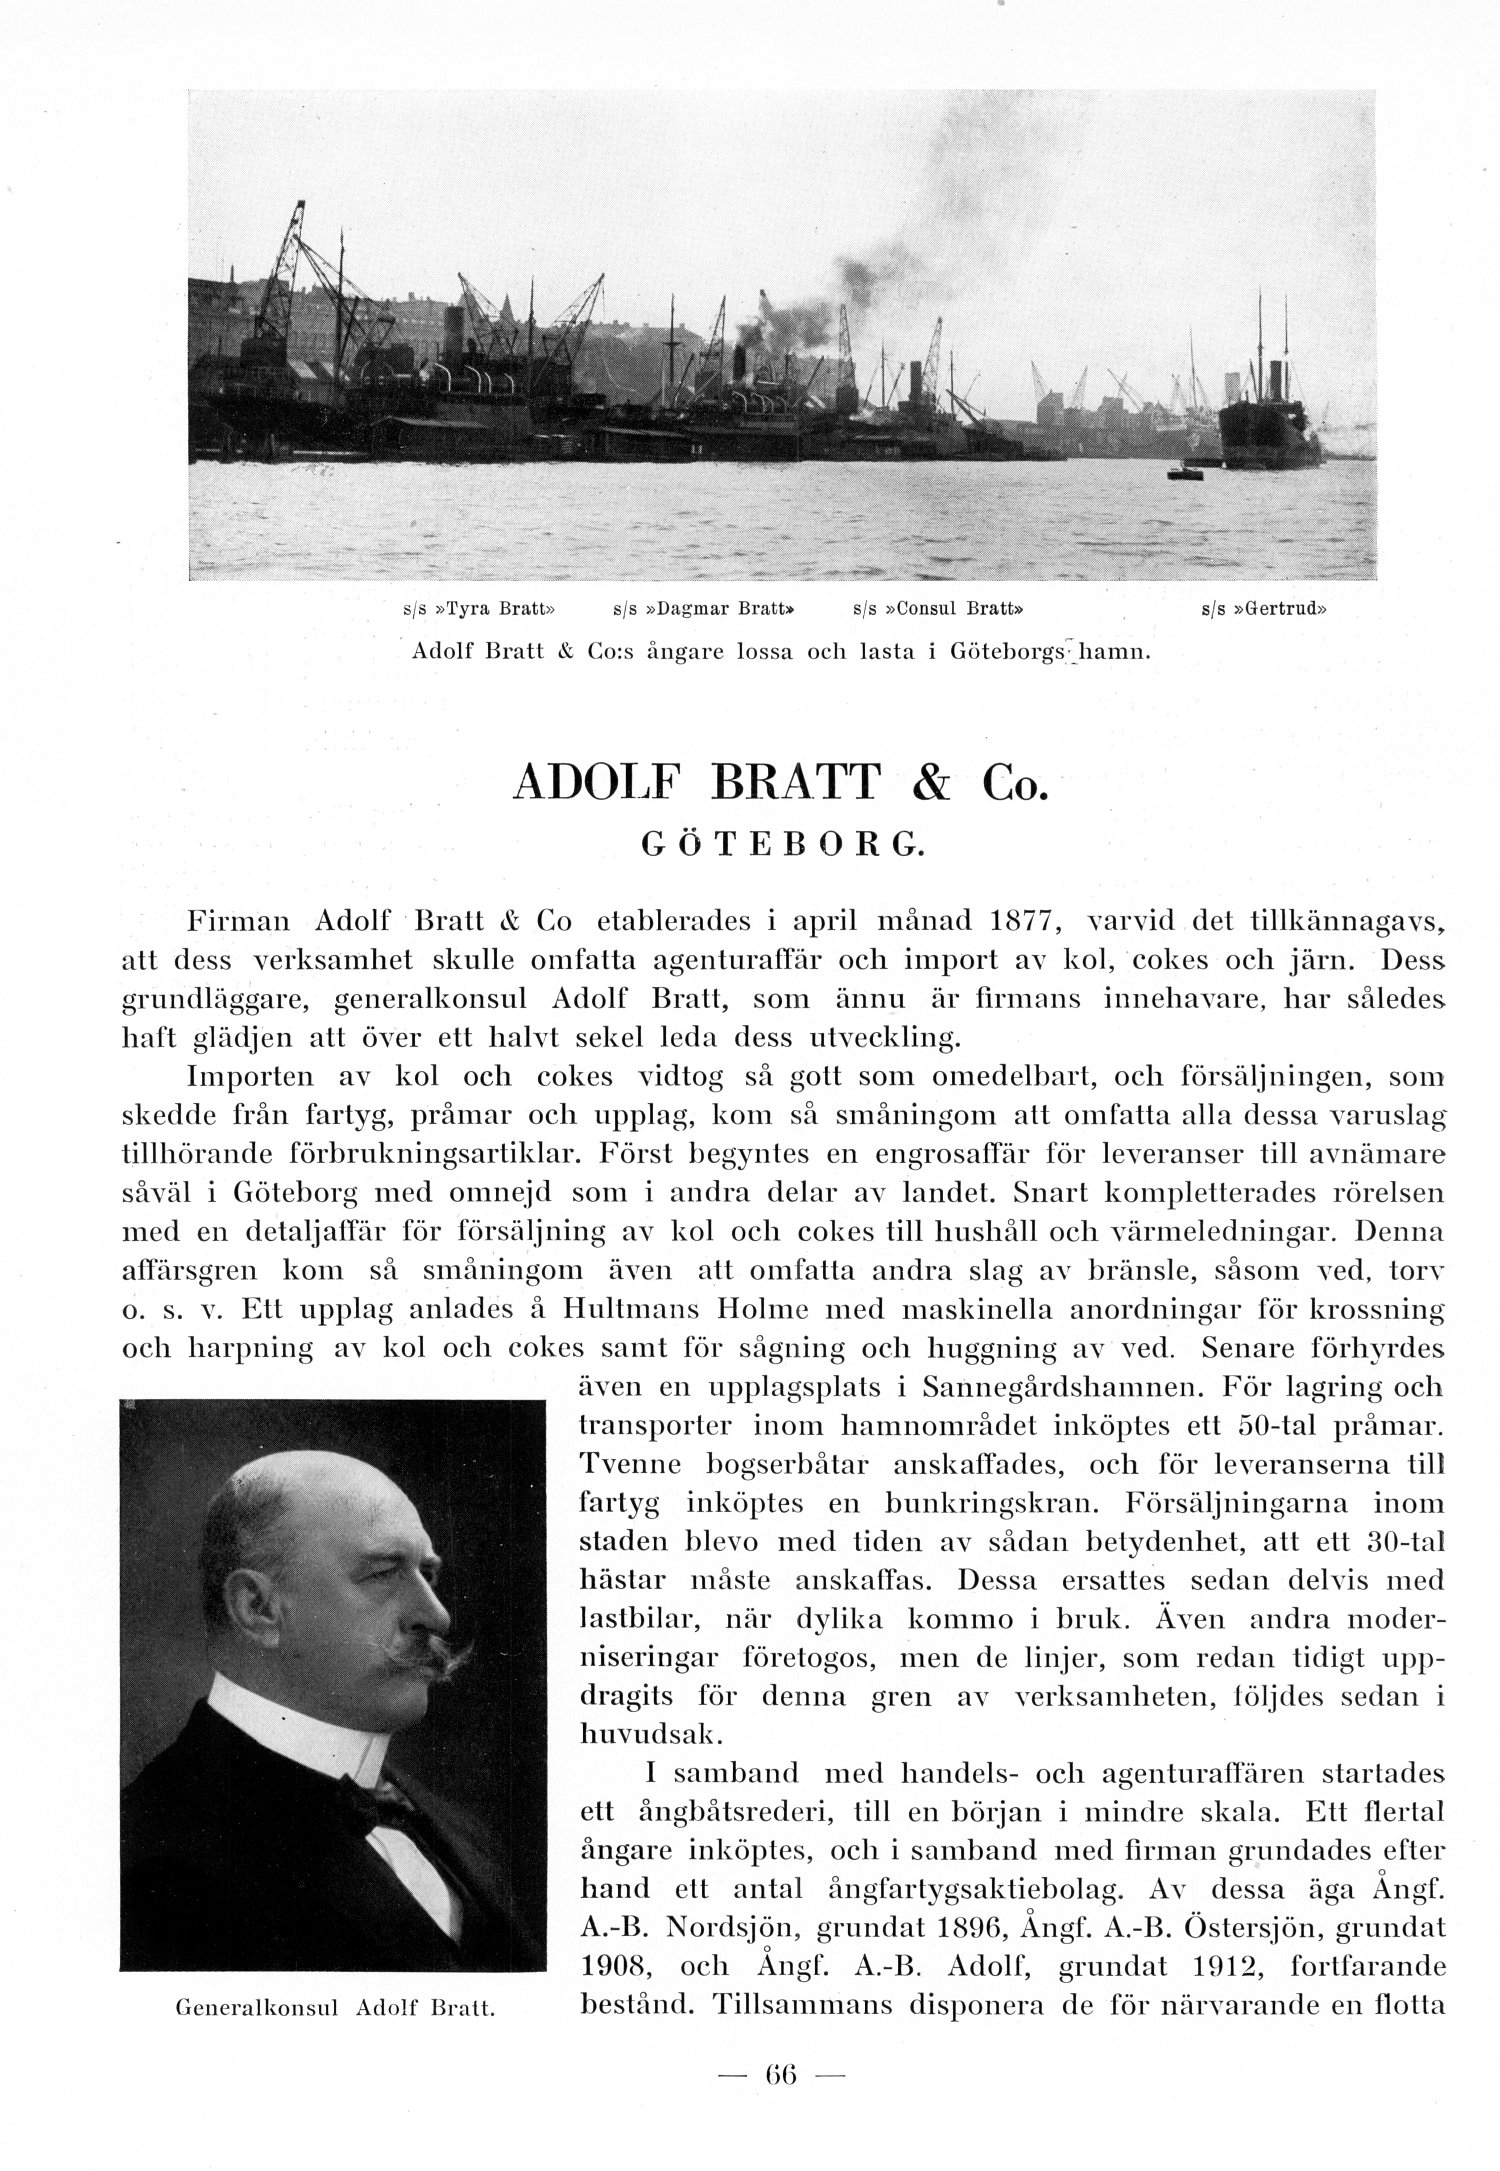 s/s »Tyra Bratt» s/s »Dagmar Bratt» s/s »Consul Bratt» s/s »Gertrud»
Adolf Bratt & Co:s ångare lossa och lasta i Göteborgs hamn.
ADOLF BRATT & Co.
GÖTEBORG.
Firman Adolf Bratt & Co etablerades i april månad 1877, varvid det tillkännagavs,
att dess verksamhet skulle omfatta agenturaffär och import av kol, cokes och järn. Dess
grundläggare, generalkonsul Adolf Bratt, som ännu är firmans innehavare, har således
haft glädjen att över ett halvt sekel leda dess utveckling.
Importen av kol och cokes vidtog så gott som omedelbart, och försäljningen, som
skedde från fartyg, pråmar och upplag, kom så småningom att omfatta alla dessa varuslag
tillhörande förbrukningsartiklar. Först begyntes en engrosaffär för leveranser till avnämare
såväl i Göteborg med omnejd som i andra delar av landet. Snart kompletterades rörelsen
med en detaljaffär för försäljning av kol och cokes till hushåll och värmeledningar. Denna
affärsgren kom så småningom även att omfatta andra slag av bränsle, såsom ved, torv
o. s. v. Ett upplag anlades å Hultmans Holme med maskinella anordningar för krossning
och harpning av kol och cokes samt för sågning och huggning av ved. Senare förhyrdes
även en upplagsplats i Sannegårdshamnen. För lagring och
transporter inom hamnområdet inköptes ett 50-tal pråmar.
Tvenne bogserbåtar anskaffades, och för leveranserna till
fartyg inköptes en bunkringskran. Försäljningarna inom
staden blevo med tiden av sådan betydenhet, att ett 30-tal
hästar måste anskaffas. Dessa ersattes sedan delvis med
lastbilar, när dylika kommo i bruk. Även andra moder-
niseringar företogos, men de linjer, som redan tidigt upp-
dragits för denna gren av verksamheten, följdes sedan i
huvudsak.
I samband med handels- och agenturaffären startades
ett ångbåtsrederi, till en början i mindre skala. Ett flertal
ångare inköptes, och i samband med firman grundades efter
hand ett antal ångfartygsaktiebolag. Av dessa äga Ångf.
A.-B. Nordsjön, grundat 1896, Ångf. A.-B. Östersjön, grundat
1908, och Ångf. A.-B. Adolf, grundat 1912, fortfarande
bestånd. Tillsammans disponera de för närvarande en flotta
Generalkonsul Adolf Bratt.
— 66 —